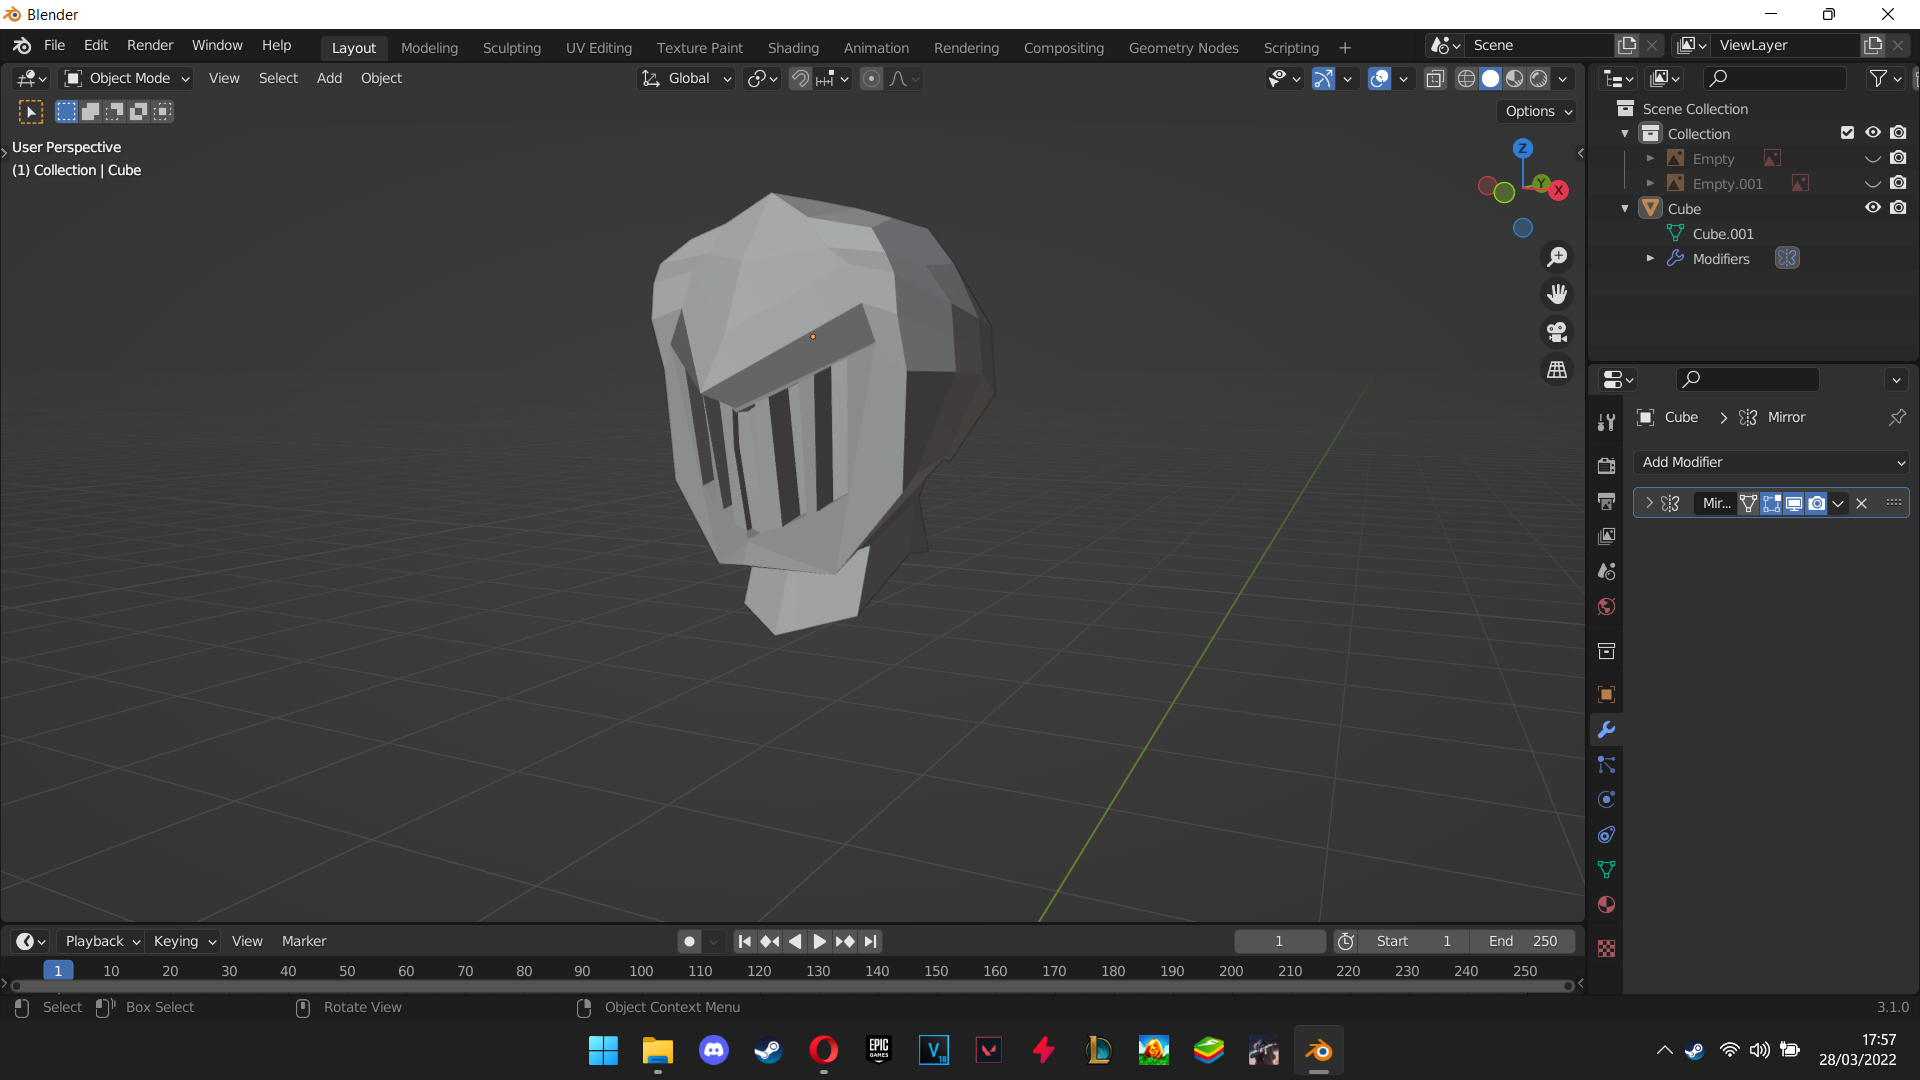 Blender
File Edit Render Window Help Layout Modeling Sculpting UV Editing Texture Paint Shading Animation Rendering Compositing Geometry Nodes Scripting + Scene ViewLayer
Object Mode View Select Add Object Global
Options
User Perspective
(1) Collection | Cube
Z
Y
X
Scene Collection
Collection
Empty
Empty.001
Cube
Cube.001
Modifiers
Cube > Mirror
Add Modifier
Mir...
Playback Keying View Marker 1 Start 1 End 250
1 10 20 30 40 50 60 70 80 90 100 110 120 130 140 150 160 170 180 190 200 210 220 230 240 250
Select Box Select Rotate View Object Context Menu 3.1.0
EPIC
GAMES
V
18
17:57
28/03/2022